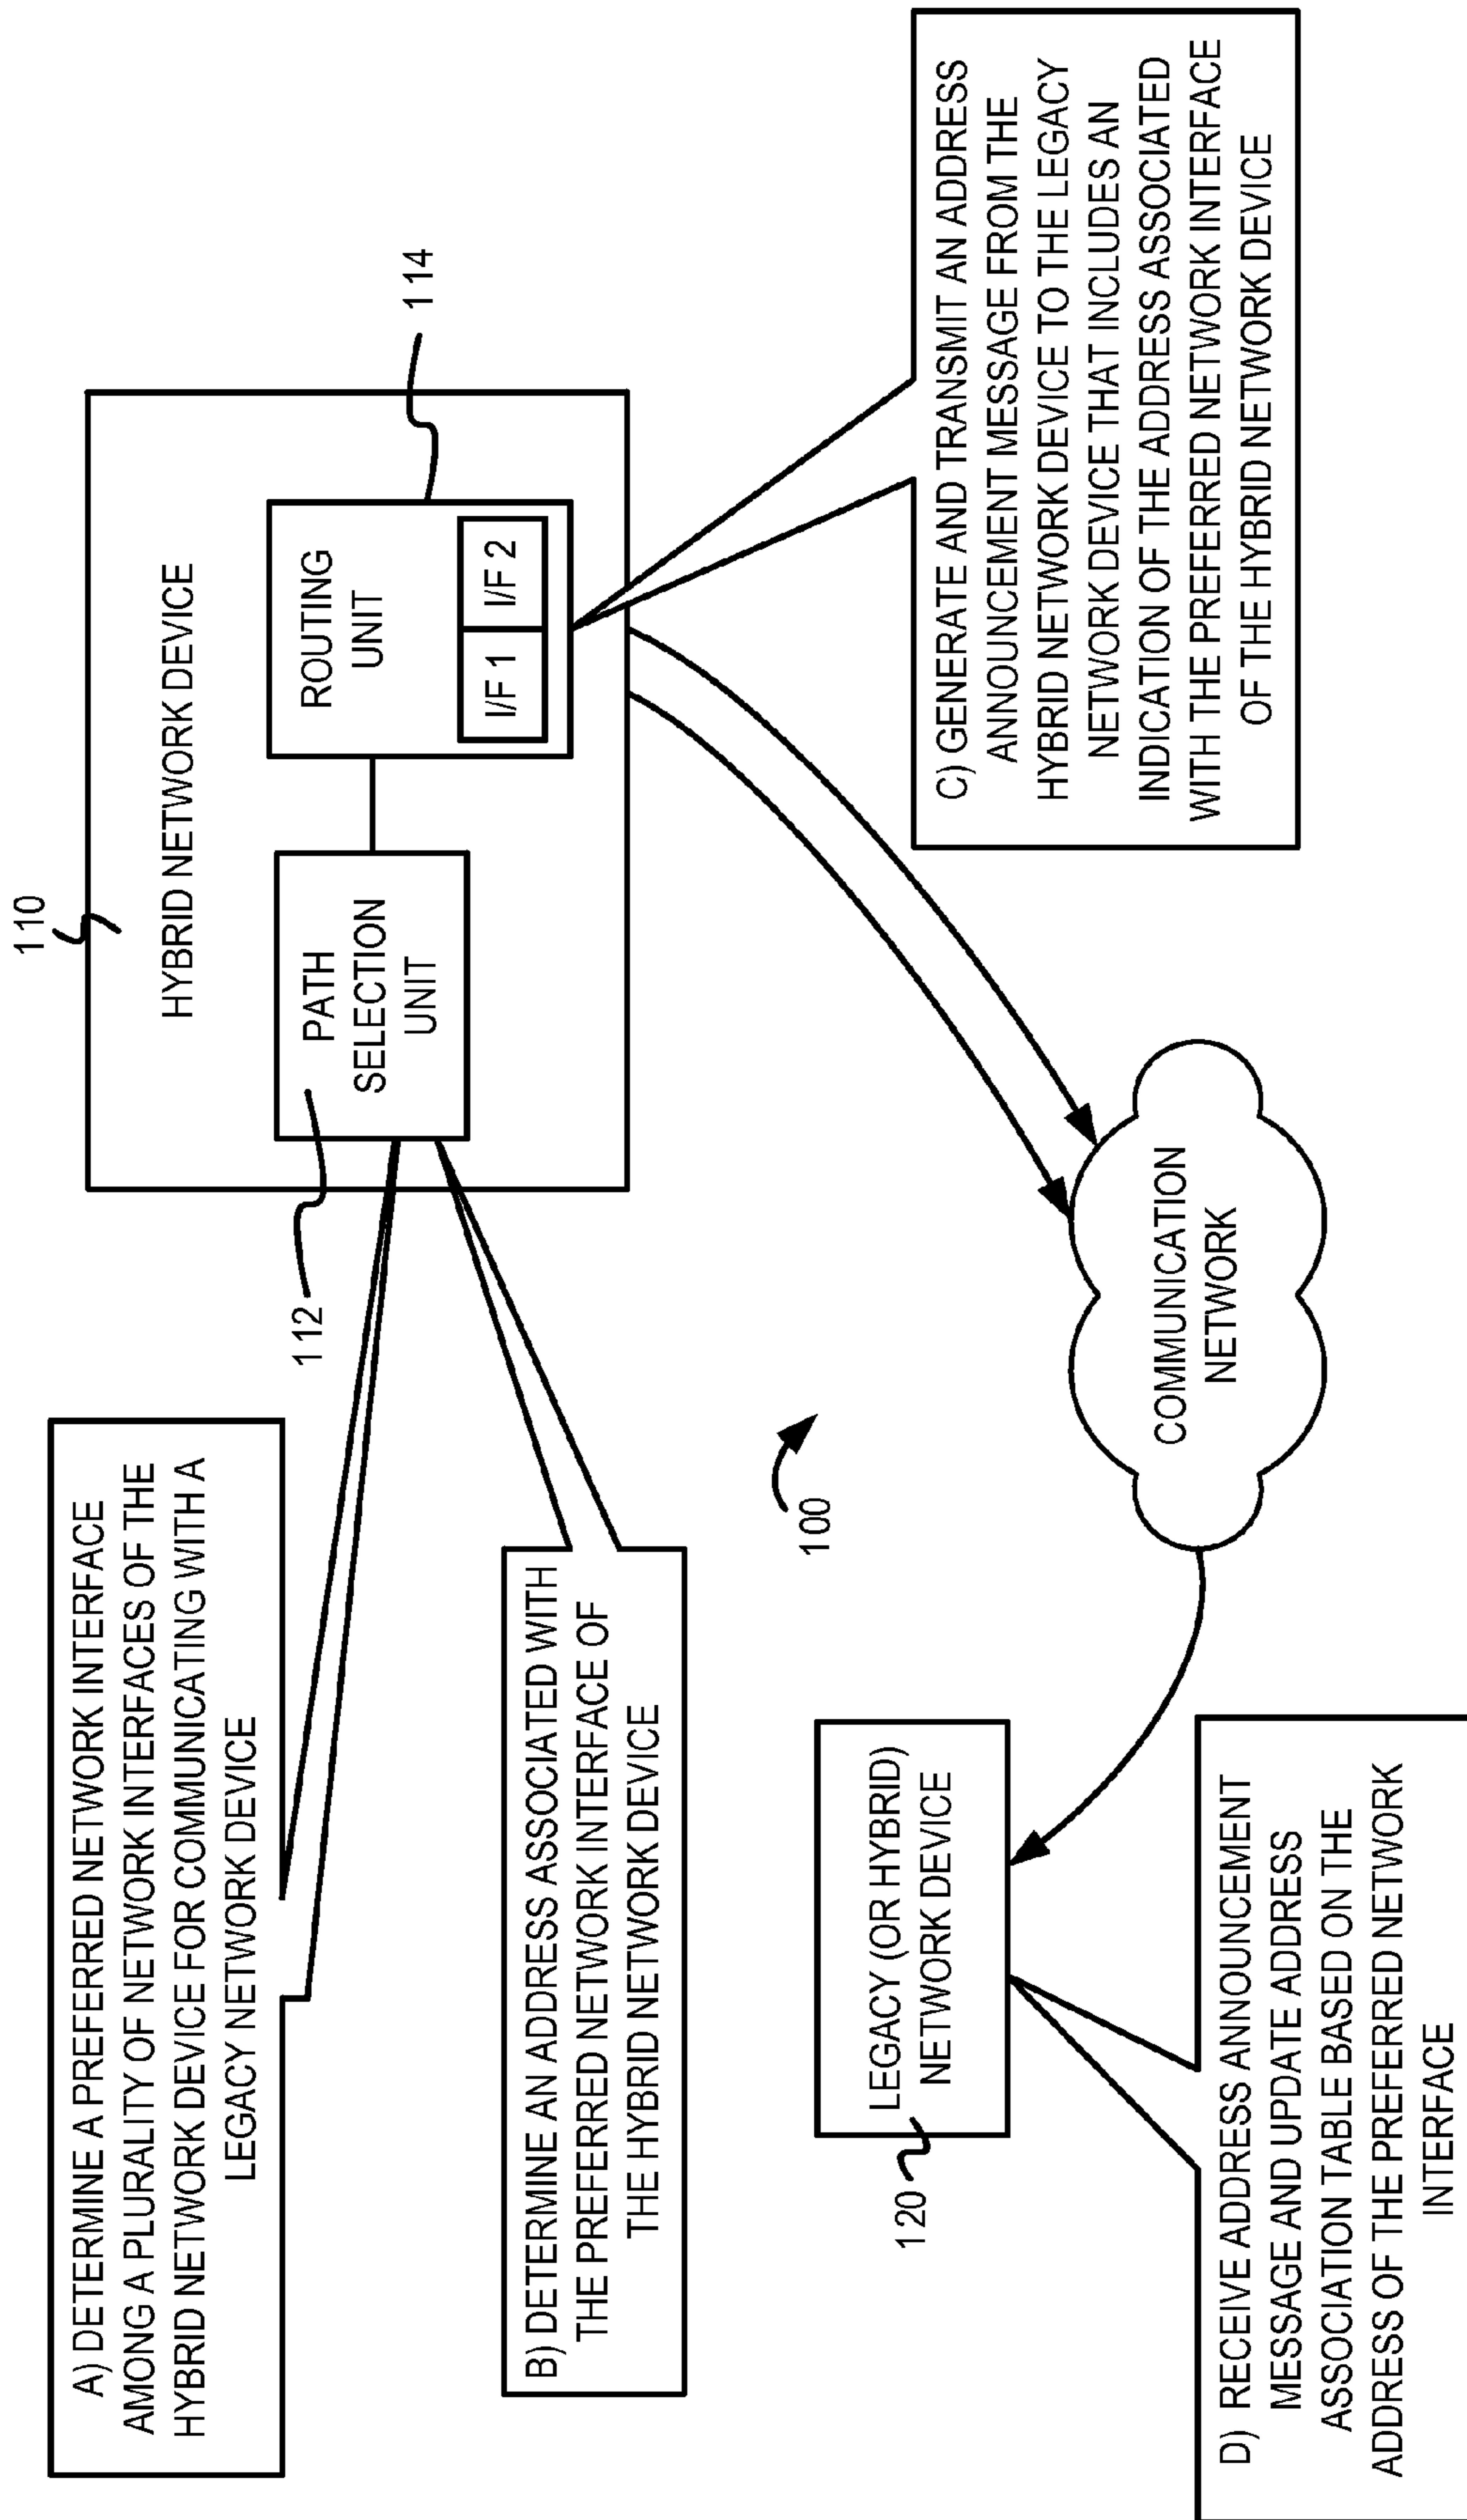 A) DETERMINE A PREFERRED NETWORK INTERFACE
AMONG A PLURALITY OF NETWORK INTERFACES OF THE
HYBRID NETWORK DEVICE FOR COMMUNICATING WITH A
LEGACY NETWORK DEVICE
110
HYBRID NETWORK DEVICE
PATH
SELECTION
UNIT
112
ROUTING
UNIT
I/F 1
I/F 2
114
B) DETERMINE AN ADDRESS ASSOCIATED WITH
THE PREFERRED NETWORK INTERFACE OF
THE HYBRID NETWORK DEVICE
100
LEGACY (OR HYBRID)
NETWORK DEVICE
120
COMMUNICATION
NETWORK
C) GENERATE AND TRANSMIT AN ADDRESS
ANNOUNCEMENT MESSAGE FROM THE
HYBRID NETWORK DEVICE TO THE LEGACY
NETWORK DEVICE THAT INCLUDES AN
INDICATION OF THE ADDRESS ASSOCIATED
WITH THE PREFERRED NETWORK INTERFACE
OF THE HYBRID NETWORK DEVICE
D) RECEIVE ADDRESS ANNOUNCEMENT
MESSAGE AND UPDATE ADDRESS
ASSOCIATION TABLE BASED ON THE
ADDRESS OF THE PREFERRED NETWORK
INTERFACE